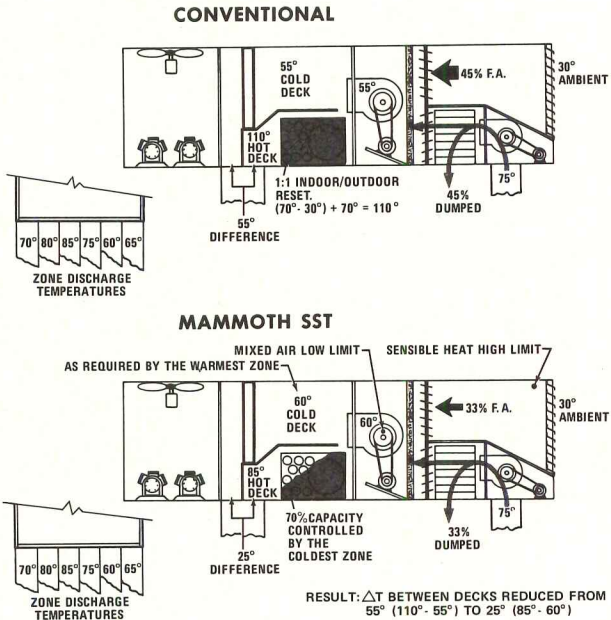 CONVENTIONAL
55°
COLD
DECK
55°
45% F.A.
30°
AMBIENT
110°
HOT
DECK
1:1 INDOOR/OUTDOOR
RESET.
(70°- 30°) + 70° = 110°
75°
45%
DUMPED
55°
DIFFERENCE
70° 80° 85° 75° 60° 65°
ZONE DISCHARGE
TEMPERATURES
MAMMOTH SST
MIXED AIR LOW LIMIT
SENSIBLE HEAT HIGH LIMIT
AS REQUIRED BY THE WARMEST ZONE
60°
COLD
DECK
60°
33% F.A.
30°
AMBIENT
85°
HOT
DECK
70% CAPACITY
CONTROLLED
BY THE
COLDEST ZONE
75°
33%
DUMPED
25°
DIFFERENCE
70° 80° 85° 75° 60° 65°
ZONE DISCHARGE
TEMPERATURES
RESULT: △T BETWEEN DECKS REDUCED FROM
55° (110°- 55°) TO 25° (85°- 60°)